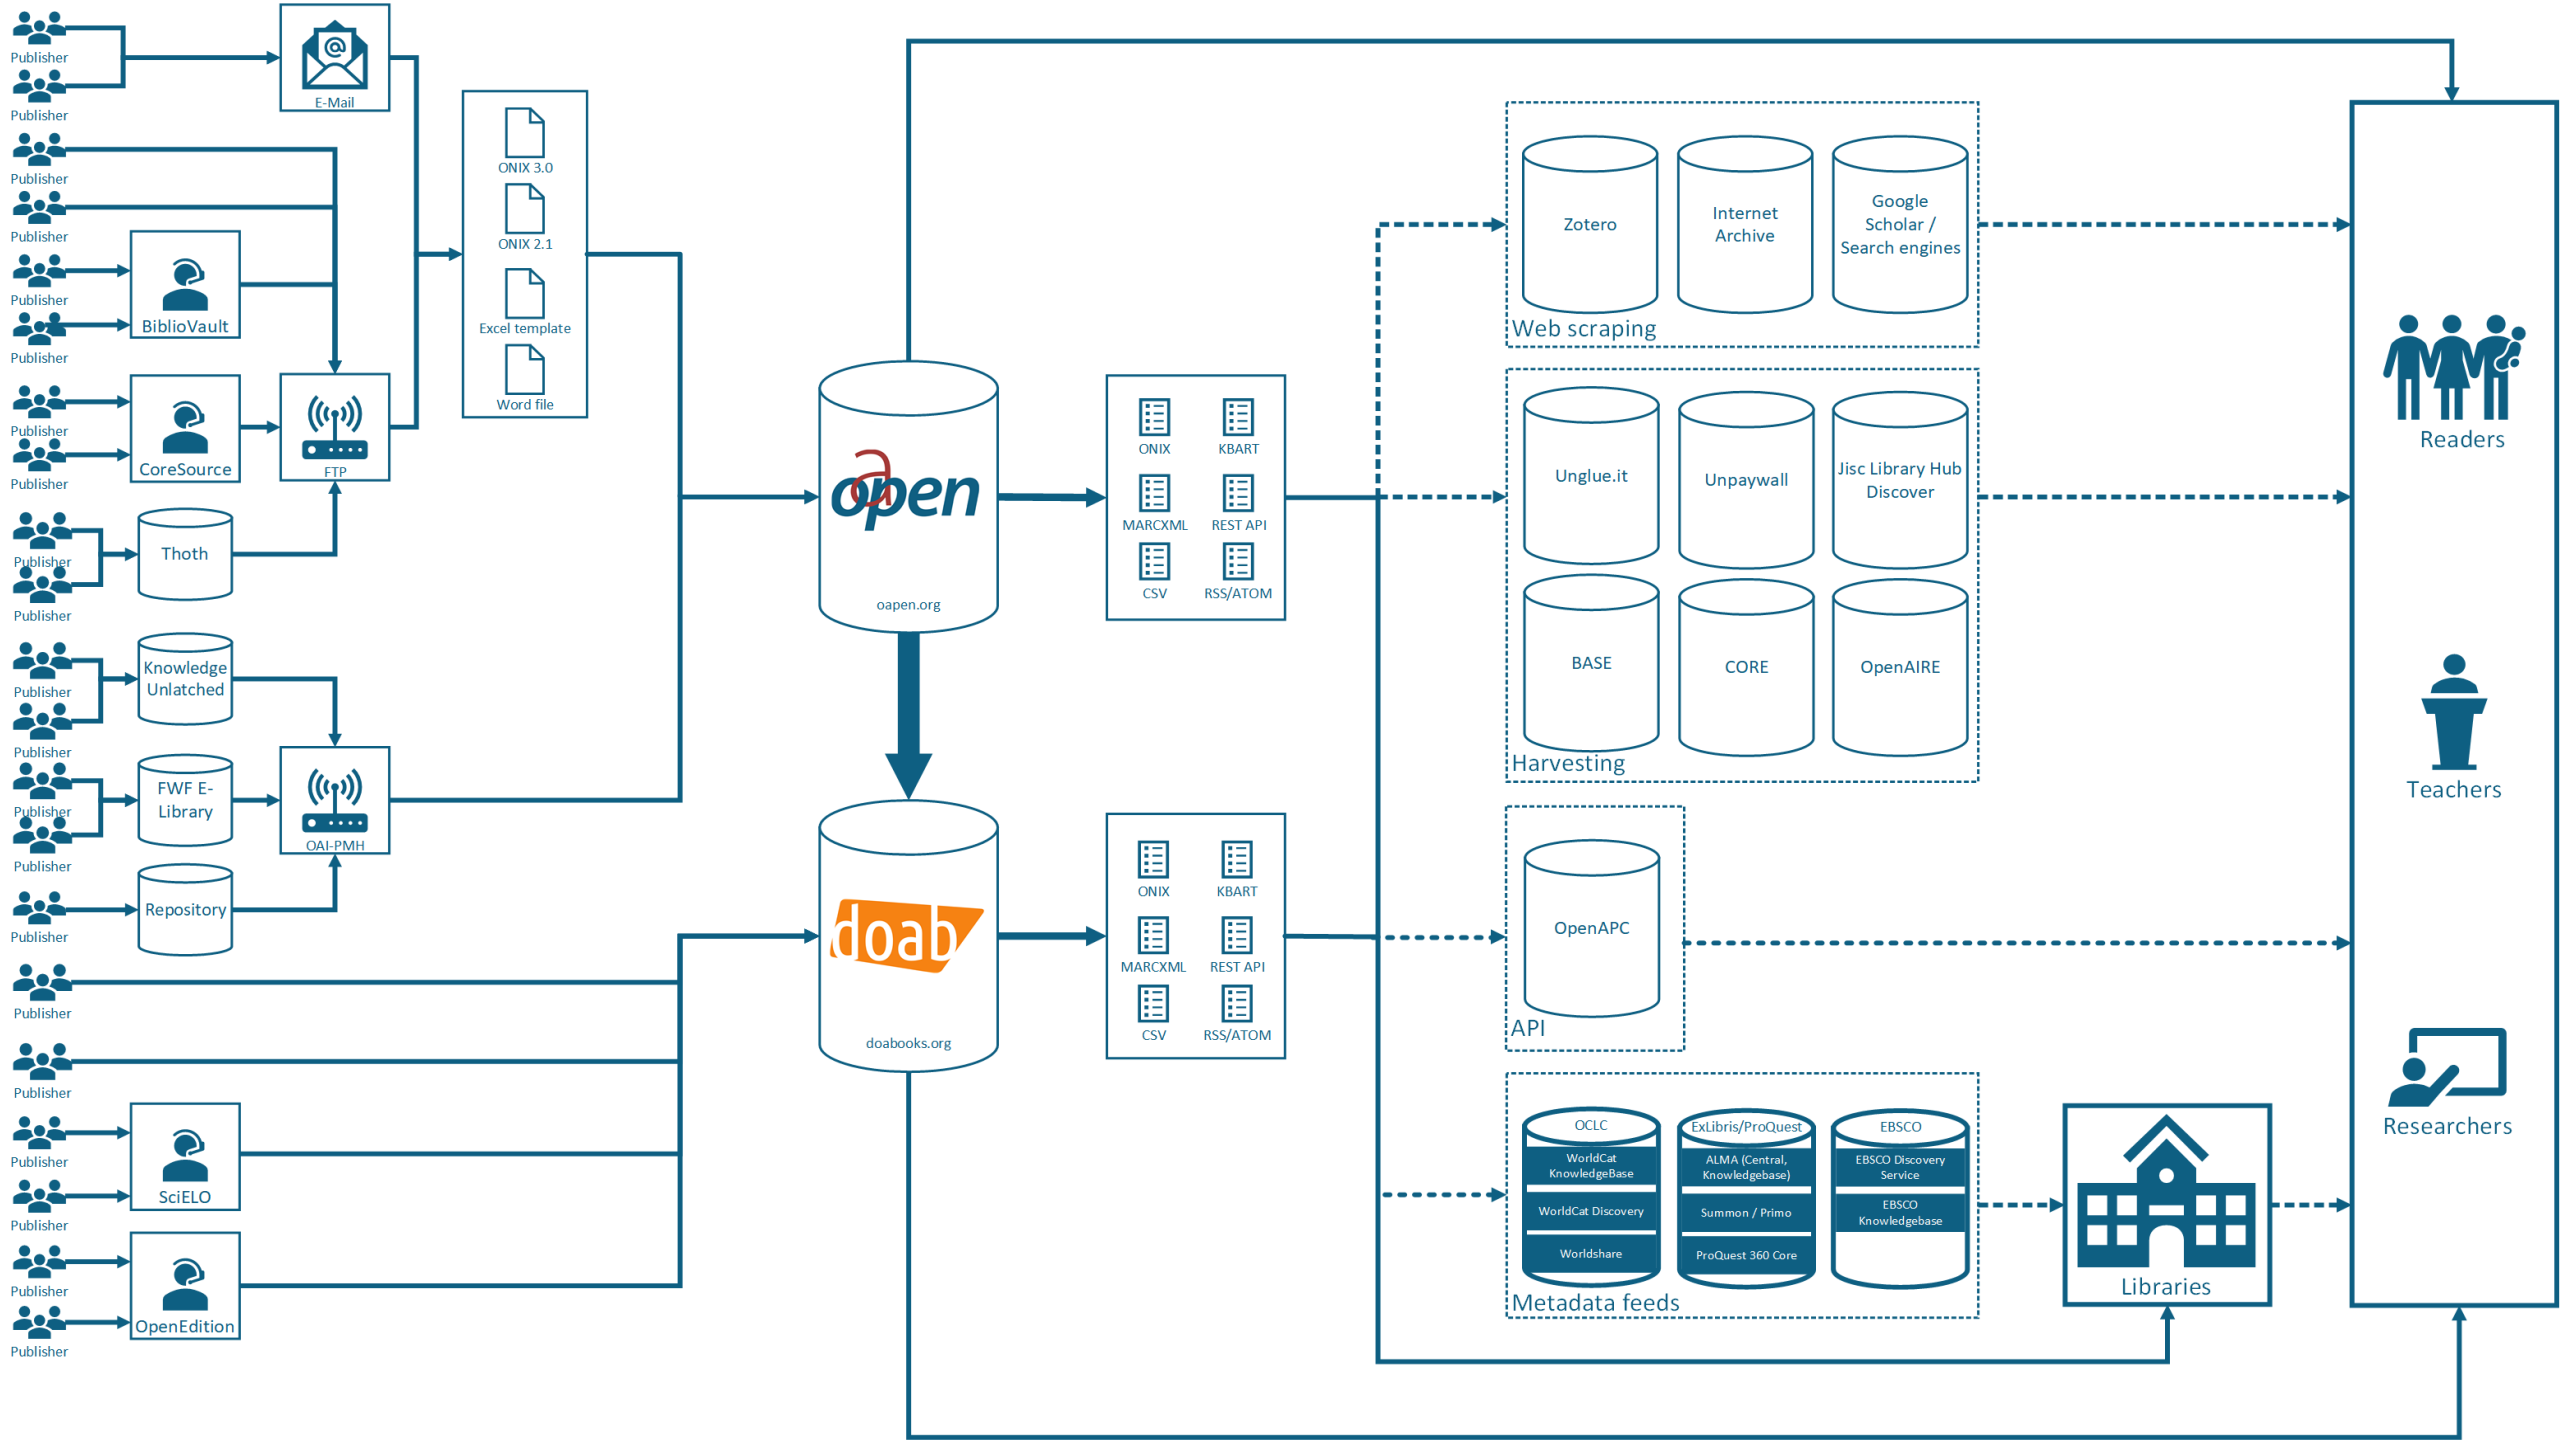 Publisher
Publisher
E-Mail
Publisher
Publisher
Publisher
Publisher
BiblioVault
Publisher
Publisher
CoreSource
FTP
Publisher
Publisher
Thoth
Publisher
Publisher
Knowledge
Unlatched
Publisher
Publisher
FWF E-
Library
OAI-PMH
Publisher
Repository
Publisher
Publisher
Publisher
Publisher
SciELO
Publisher
Publisher
OpenEdition
ONIX 3.0
ONIX 2.1
Excel template
Word file
oapen
oapen.org
doab
doabooks.org
ONIX
KBART
MARCXML
REST API
CSV
RSS/ATOM
ONIX
KBART
MARCXML
REST API
CSV
RSS/ATOM
Zotero
Internet
Archive
Google
Scholar /
Search engines
Web scraping
Unglue.it
Unpaywall
Jisc Library Hub
Discover
BASE
CORE
OpenAIRE
Harvesting
OpenAPC
API
OCLC
WorldCat
KnowledgeBase
WorldCat Discovery
Worldshare
ExLibris/ProQuest
ALMA (Central,
Knowledgebase)
Summon / Primo
ProQuest 360 Core
EBSCO
EBSCO Discovery
Service
EBSCO
Knowledgebase
Metadata feeds
Libraries
Readers
Teachers
Researchers